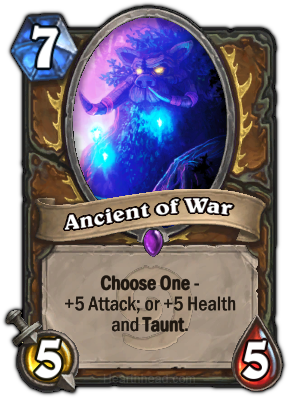 7
Ancient of War
Choose One -
+5 Attack; or +5 Health
and Taunt.
5
5